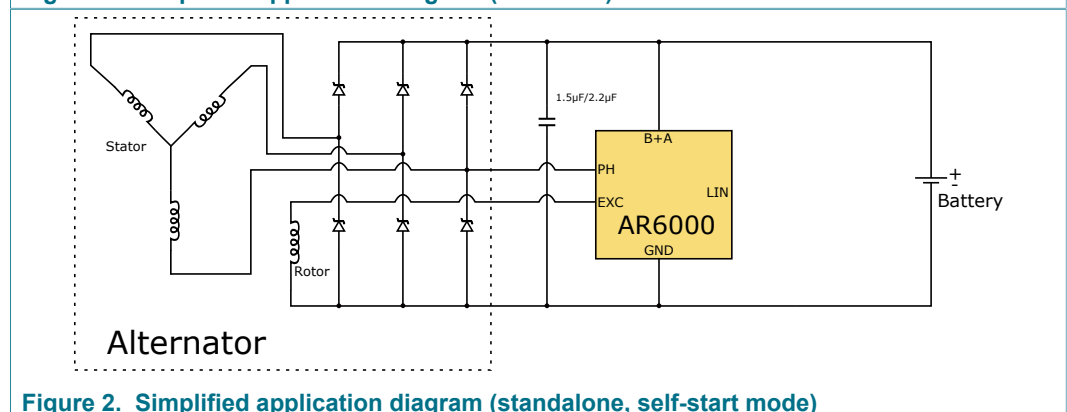 1.5µF/2.2µF
Stator
B+A
PH
LIN
EXC
AR6000
GND
+
-
Battery
Rotor
Alternator
Figure 2. Simplified application diagram (standalone, self-start mode)